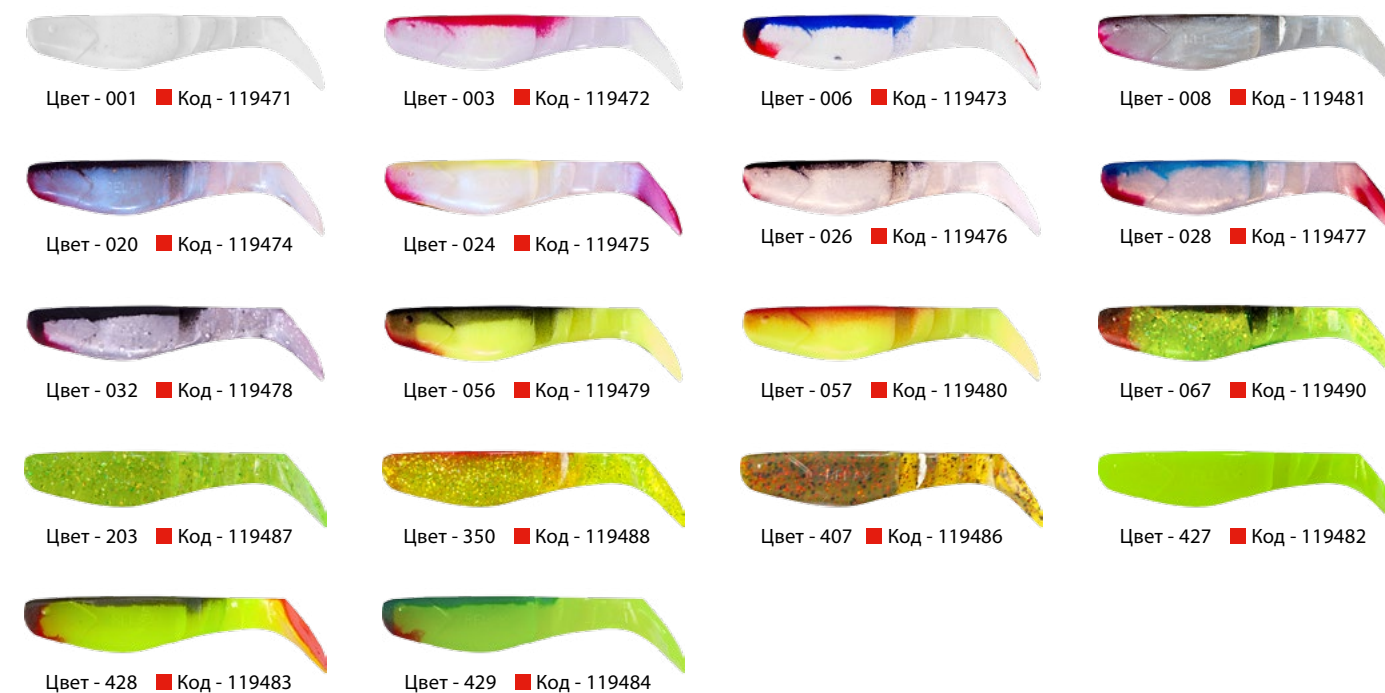 Цвет - 001 Код - 119471
Цвет - 003 Код - 119472
Цвет - 006 Код - 119473
Цвет - 008 Код - 119481
Цвет - 020 Код - 119474
Цвет - 024 Код - 119475
Цвет - 026 Код - 119476
Цвет - 028 Код - 119477
Цвет - 032 Код - 119478
Цвет - 056 Код - 119479
Цвет - 057 Код - 119480
Цвет - 067 Код - 119490
Цвет - 203 Код - 119487
Цвет - 350 Код - 119488
Цвет - 407 Код - 119486
Цвет - 427 Код - 119482
Цвет - 428 Код - 119483
Цвет - 429 Код - 119484